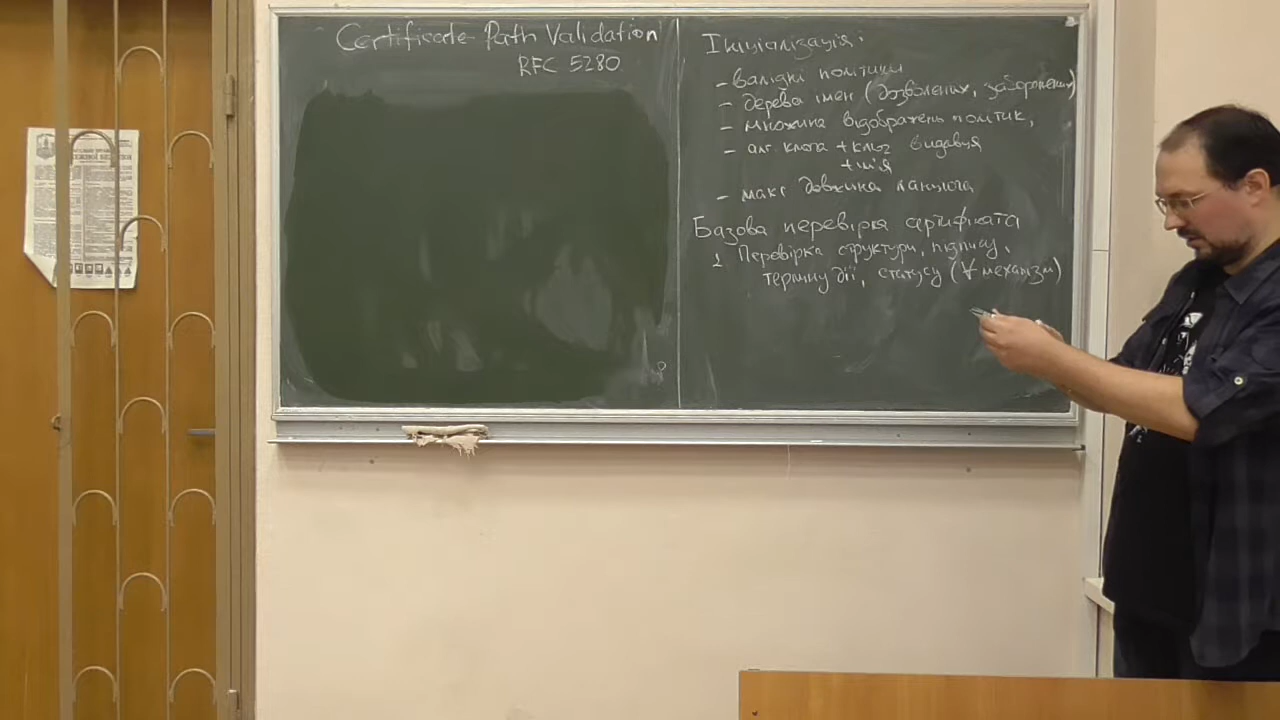 Certificate Path Validation
RFC 5280
Ініціалізація:
- валідні політики
- дерева імен (дозволених, заборонених)
- множина відображень політик,
- алг. ключа + ключ видавця
+ ім'я
- макс довжина ланцюга
Базова перевірка сертифіката
1 Перевірка структури, підпису,
терміну дії, статусу (∀ механізм)